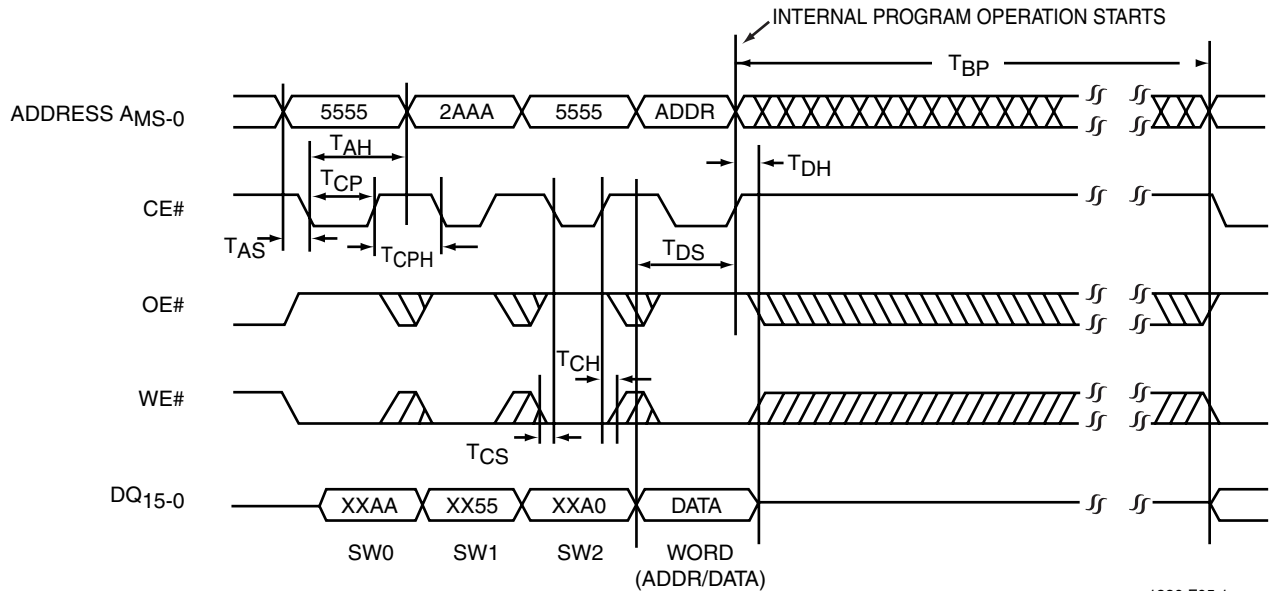 INTERNAL PROGRAM OPERATION STARTS
TBP
ADDRESS AMS-0
5555
2AAA
5555
ADDR
TAH
TDH
TCP
CE#
TAS
TCPH
TDS
OE#
TCH
WE#
TCS
DQ15-0
XXAA
XX55
XXA0
DATA
SW0
SW1
SW2
WORD
(ADDR/DATA)